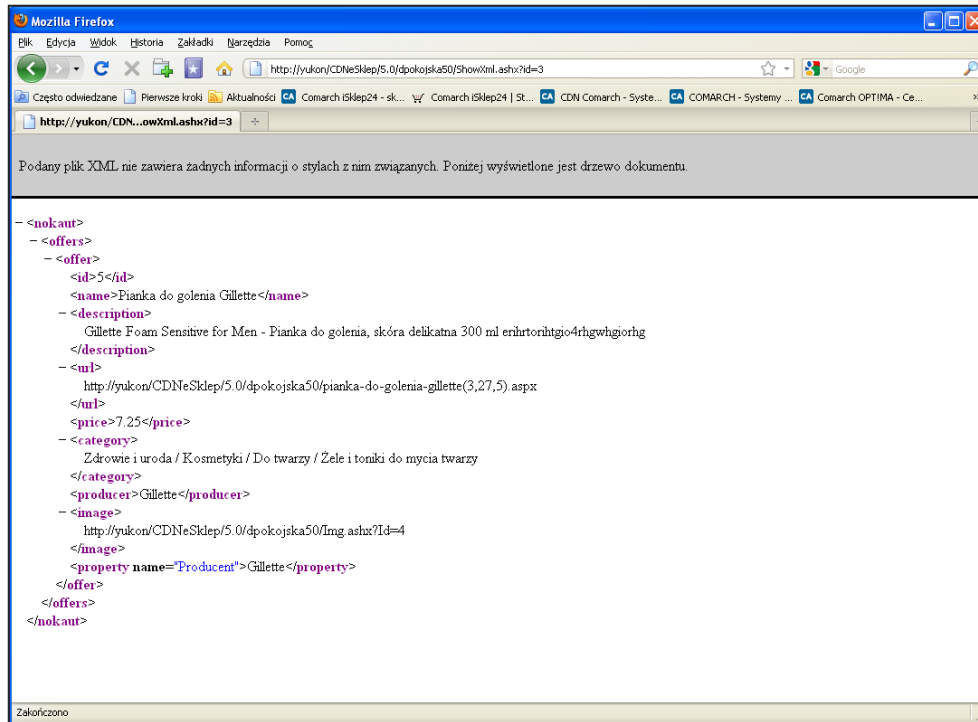 Mozilla Firefox
Plik Edycja Widok Historia Zakładki Narzędzia Pomoc
http://yukon/CDNeSklep/5.0/dpokojska50/ShowXml.ashx?id=3
Google
Często odwiedzane Pierwsze kroki Aktualności Comarch iSklep24 - sk... Comarch iSklep24 | St... CDN Comarch - Syste... COMARCH - Systemy ... Comarch OPT!MA - Ce... »
http://yukon/CDN...owXml.ashx?id=3
Podany plik XML nie zawiera żadnych informacji o stylach z nim związanych. Poniżej wyświetlone jest drzewo dokumentu.
− <nokaut>
− <offers>
− <offer>
<id>5</id>
<name>Pianka do golenia Gillette</name>
− <description>
Gillette Foam Sensitive for Men - Pianka do golenia, skóra delikatna 300 ml erihrtorihtgio4rhgwhgiorhg
</description>
− <url>
http://yukon/CDNeSklep/5.0/dpokojska50/pianka-do-golenia-gillette(3,27,5).aspx
</url>
<price>7.25</price>
− <category>
Zdrowie i uroda / Kosmetyki / Do twarzy / Żele i toniki do mycia twarzy
</category>
<producer>Gillette</producer>
− <image>
http://yukon/CDNeSklep/5.0/dpokojska50/Img.ashx?Id=4
</image>
<property name="Producent">Gillette</property>
</offer>
</offers>
</nokaut>
Zakończono